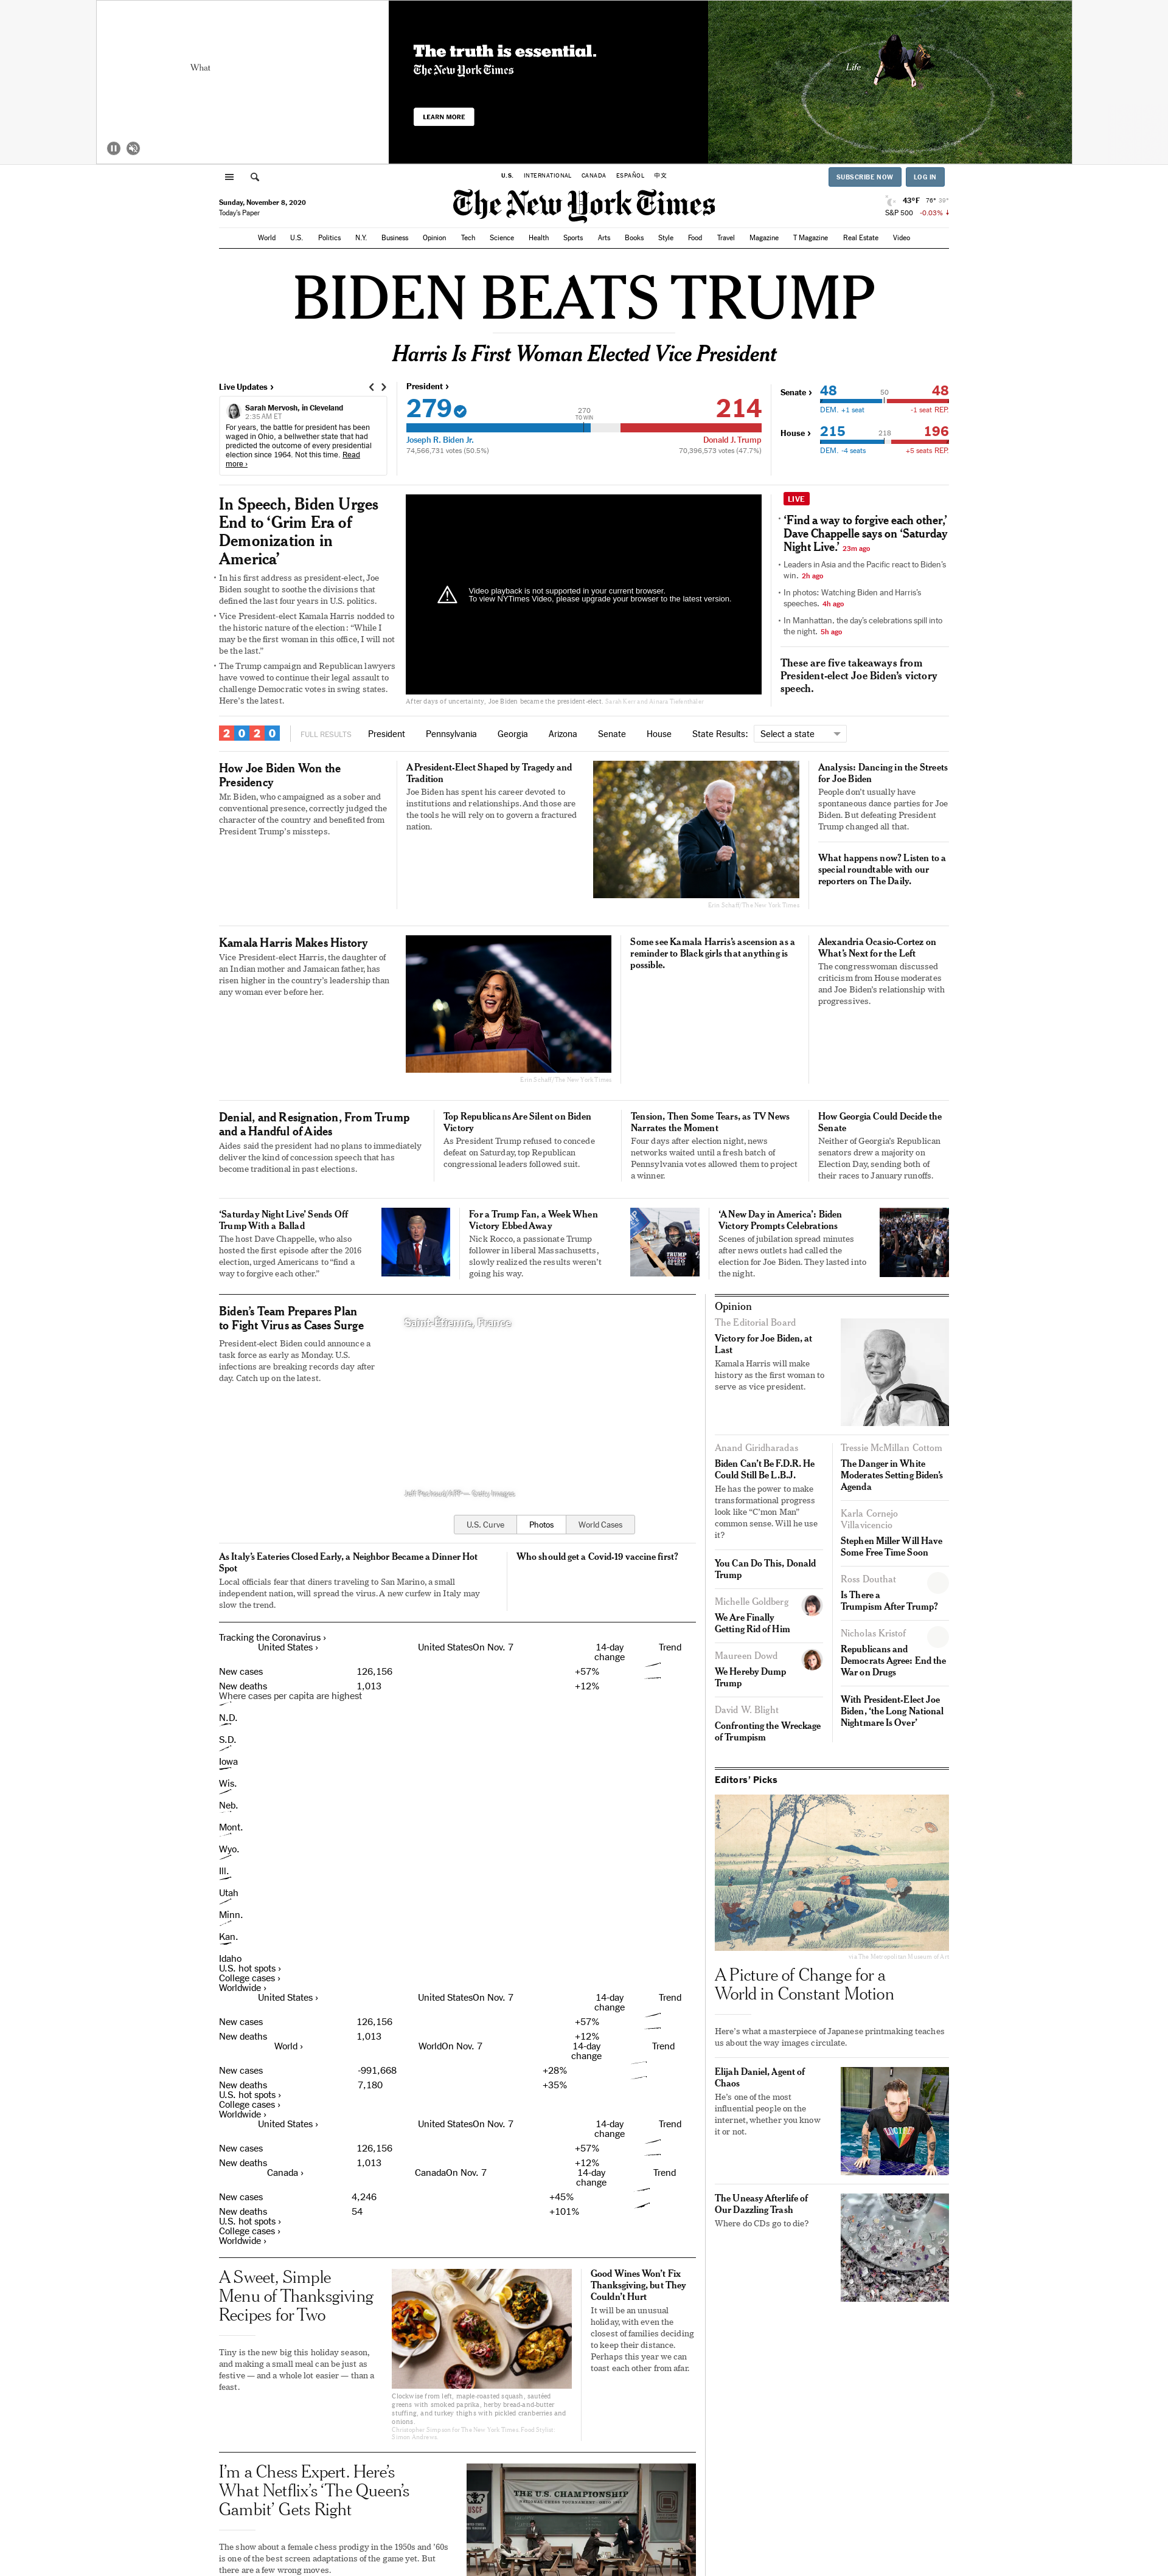 What
The truth is essential.
The New York Times
LEARN MORE
Life
U.S. INTERNATIONAL CANADA ESPAÑOL 中文
SUBSCRIBE NOW LOG IN
Sunday, November 8, 2020
Today's Paper
The New York Times
43°F 76° 39°
S&P 500 -0.03% ↓
World U.S. Politics N.Y. Business Opinion Tech Science Health Sports Arts Books Style Food Travel Magazine T Magazine Real Estate Video
BIDEN BEATS TRUMP
Harris Is First Woman Elected Vice President
Live Updates ›
Sarah Mervosh, in Cleveland
2:35 AM ET
For years, the battle for president has been
waged in Ohio, a bellwether state that had
predicted the outcome of every presidential
election since 1964. Not this time. Read
more ›
President ›
279 214
270
TO WIN
Joseph R. Biden Jr. Donald J. Trump
74,566,731 votes (50.5%) 70,396,573 votes (47.7%)
Senate › 48 50 48
DEM. +1 seat -1 seat REP.
House › 215 218 196
DEM. -4 seats +5 seats REP.
In Speech, Biden Urges
End to ‘Grim Era of
Demonization in
America’
• In his first address as president-elect, Joe
Biden sought to soothe the divisions that
defined the last four years in U.S. politics.
• Vice President-elect Kamala Harris nodded to
the historic nature of the election: “While I
may be the first woman in this office, I will not
be the last.”
• The Trump campaign and Republican lawyers
have vowed to continue their legal assault to
challenge Democratic votes in swing states.
Here’s the latest.
Video playback is not supported in your current browser.
To view NYTimes Video, please upgrade your browser to the latest version.
After days of uncertainty, Joe Biden became the president-elect. Sarah Kerr and Ainara Tiefenthäler
LIVE
• ‘Find a way to forgive each other,’
Dave Chappelle says on ‘Saturday
Night Live.’ 23m ago
• Leaders in Asia and the Pacific react to Biden’s
win. 2h ago
• In photos: Watching Biden and Harris’s
speeches. 4h ago
• In Manhattan, the day’s celebrations spill into
the night. 5h ago
These are five takeaways from
President-elect Joe Biden’s victory
speech.
2020 FULL RESULTS President Pennsylvania Georgia Arizona Senate House State Results: Select a state
How Joe Biden Won the
Presidency
Mr. Biden, who campaigned as a sober and
conventional presence, correctly judged the
character of the country and benefited from
President Trump’s missteps.
A President-Elect Shaped by Tragedy and
Tradition
Joe Biden has spent his career devoted to
institutions and relationships. And those are
the tools he will rely on to govern a fractured
nation.
Erin Schaff/The New York Times
Analysis: Dancing in the Streets
for Joe Biden
People don’t usually have
spontaneous dance parties for Joe
Biden. But defeating President
Trump changed all that.
What happens now? Listen to a
special roundtable with our
reporters on The Daily.
Kamala Harris Makes History
Vice President-elect Harris, the daughter of
an Indian mother and Jamaican father, has
risen higher in the country’s leadership than
any woman ever before her.
Erin Schaff/The New York Times
Some see Kamala Harris’s ascension as a
reminder to Black girls that anything is
possible.
Alexandria Ocasio-Cortez on
What’s Next for the Left
The congresswoman discussed
criticism from House moderates
and Joe Biden’s relationship with
progressives.
Denial, and Resignation, From Trump
and a Handful of Aides
Aides said the president had no plans to immediately
deliver the kind of concession speech that has
become traditional in past elections.
Top Republicans Are Silent on Biden
Victory
As President Trump refused to concede
defeat on Saturday, top Republican
congressional leaders followed suit.
Tension, Then Some Tears, as TV News
Narrates the Moment
Four days after election night, news
networks waited until a fresh batch of
Pennsylvania votes allowed them to project
a winner.
How Georgia Could Decide the
Senate
Neither of Georgia’s Republican
senators drew a majority on
Election Day, sending both of
their races to January runoffs.
‘Saturday Night Live’ Sends Off
Trump With a Ballad
The host Dave Chappelle, who also
hosted the first episode after the 2016
election, urged Americans to “find a
way to forgive each other.”
For a Trump Fan, a Week When
Victory Ebbed Away
Nick Rocco, a passionate Trump
follower in liberal Massachusetts,
slowly realized the results weren’t
going his way.
‘A New Day in America’: Biden
Victory Prompts Celebrations
Scenes of jubilation spread minutes
after news outlets had called the
election for Joe Biden. They lasted into
the night.
Biden’s Team Prepares Plan
to Fight Virus as Cases Surge
President-elect Biden could announce a
task force as early as Monday. U.S.
infections are breaking records day after
day. Catch up on the latest.
Saint-Étienne, France
Jeff Pachoud/AFP — Getty Images
U.S. Curve Photos World Cases
As Italy’s Eateries Closed Early, a Neighbor Became a Dinner Hot
Spot
Local officials fear that diners traveling to San Marino, a small
independent nation, will spread the virus. A new curfew in Italy may
slow the trend.
Who should get a Covid-19 vaccine first?
Tracking the Coronavirus ›
United States › United StatesOn Nov. 7 14-day Trend
change
New cases 126,156 +57%
New deaths 1,013 +12%
Where cases per capita are highest
N.D.
S.D.
Iowa
Wis.
Neb.
Mont.
Wyo.
Ill.
Utah
Minn.
Kan.
Idaho
U.S. hot spots ›
College cases ›
Worldwide ›
United States › United StatesOn Nov. 7 14-day Trend
change
New cases 126,156 +57%
New deaths 1,013 +12%
World › WorldOn Nov. 7 14-day Trend
change
New cases -991,668 +28%
New deaths 7,180 +35%
U.S. hot spots ›
College cases ›
Worldwide ›
United States › United StatesOn Nov. 7 14-day Trend
change
New cases 126,156 +57%
New deaths 1,013 +12%
Canada › CanadaOn Nov. 7 14-day Trend
change
New cases 4,246 +45%
New deaths 54 +101%
U.S. hot spots ›
College cases ›
Worldwide ›
A Sweet, Simple
Menu of Thanksgiving
Recipes for Two
Tiny is the new big this holiday season,
and making a small meal can be just as
festive — and a whole lot easier — than a
feast.
Clockwise from left, maple-roasted squash, sautéed
greens with smoked paprika, herby bread-and-butter
stuffing, and turkey thighs with pickled cranberries and
onions.
Christopher Simpson for The New York Times. Food Stylist:
Simon Andrews.
Good Wines Won’t Fix
Thanksgiving, but They
Couldn’t Hurt
It will be an unusual
holiday, with even the
closest of families deciding
to keep their distance.
Perhaps this year we can
toast each other from afar.
I’m a Chess Expert. Here’s
What Netflix’s ‘The Queen’s
Gambit’ Gets Right
The show about a female chess prodigy in the 1950s and ’60s
is one of the best screen adaptations of the game yet. But
there are a few wrong moves.
USCF
THE U.S. CHAMPIONSHIP
Opinion
The Editorial Board
Victory for Joe Biden, at
Last
Kamala Harris will make
history as the first woman to
serve as vice president.
Anand Giridharadas
Biden Can’t Be F.D.R. He
Could Still Be L.B.J.
He has the power to make
transformational progress
look like “C’mon Man”
common sense. Will he use
it?
You Can Do This, Donald
Trump
Michelle Goldberg
We Are Finally
Getting Rid of Him
Maureen Dowd
We Hereby Dump
Trump
David W. Blight
Confronting the Wreckage
of Trumpism
Tressie McMillan Cottom
The Danger in White
Moderates Setting Biden’s
Agenda
Karla Cornejo
Villavicencio
Stephen Miller Will Have
Some Free Time Soon
Ross Douthat
Is There a
Trumpism After Trump?
Nicholas Kristof
Republicans and
Democrats Agree: End the
War on Drugs
With President-Elect Joe
Biden, ‘the Long National
Nightmare Is Over’
Editors’ Picks
via The Metropolitan Museum of Art
A Picture of Change for a
World in Constant Motion
Here’s what a masterpiece of Japanese printmaking teaches
us about the way images circulate.
Elijah Daniel, Agent of
Chaos
He’s one of the most
influential people on the
internet, whether you know
it or not.
The Uneasy Afterlife of
Our Dazzling Trash
Where do CDs go to die?